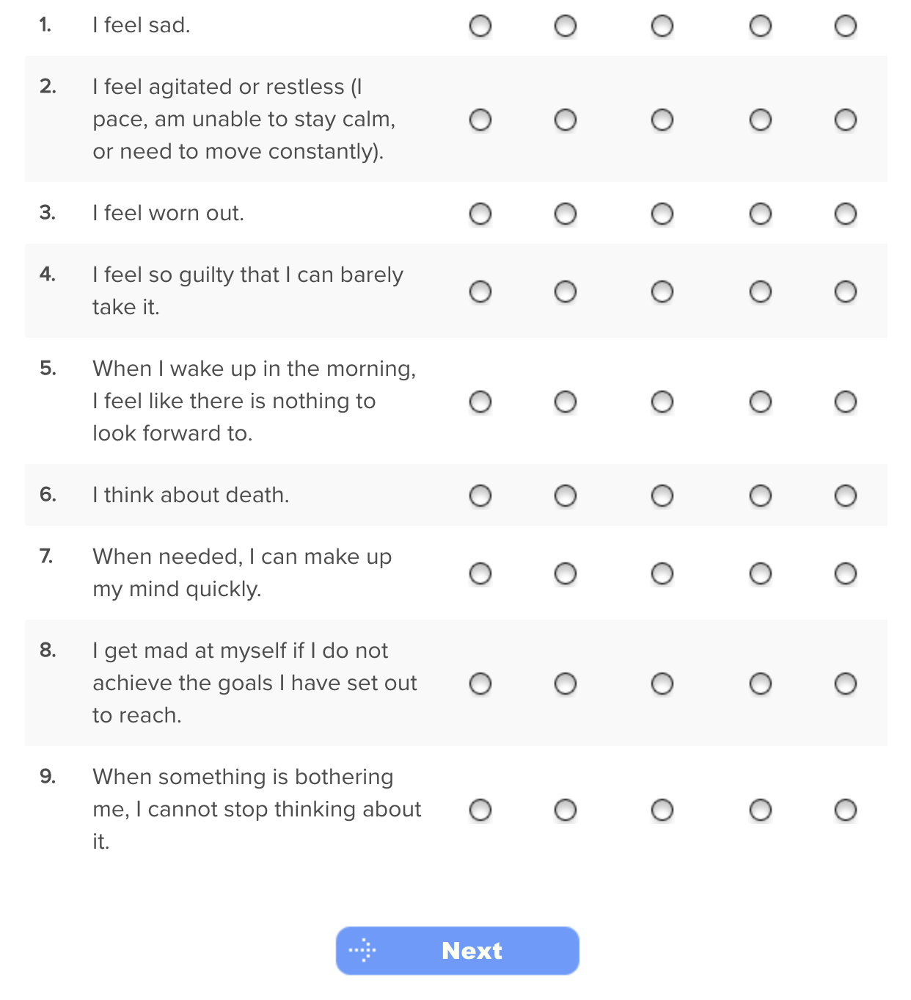 1. I feel sad.
2. I feel agitated or restless (I
pace, am unable to stay calm,
or need to move constantly).
3. I feel worn out.
4. I feel so guilty that I can barely
take it.
5. When I wake up in the morning,
I feel like there is nothing to
look forward to.
6. I think about death.
7. When needed, I can make up
my mind quickly.
8. I get mad at myself if I do not
achieve the goals I have set out
to reach.
9. When something is bothering
me, I cannot stop thinking about
it.
Next